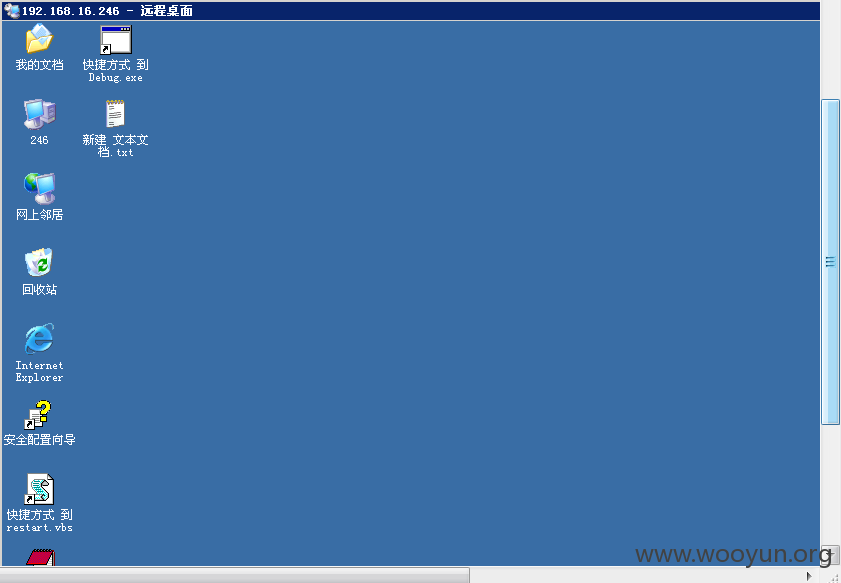 192.168.16.246 - 远程桌面
我的文档
快捷方式 到
Debug.exe
246
新建 文本文
档.txt
网上邻居
回收站
Internet
Explorer
安全配置向导
快捷方式 到
restart.vbs
www.wooyun.org